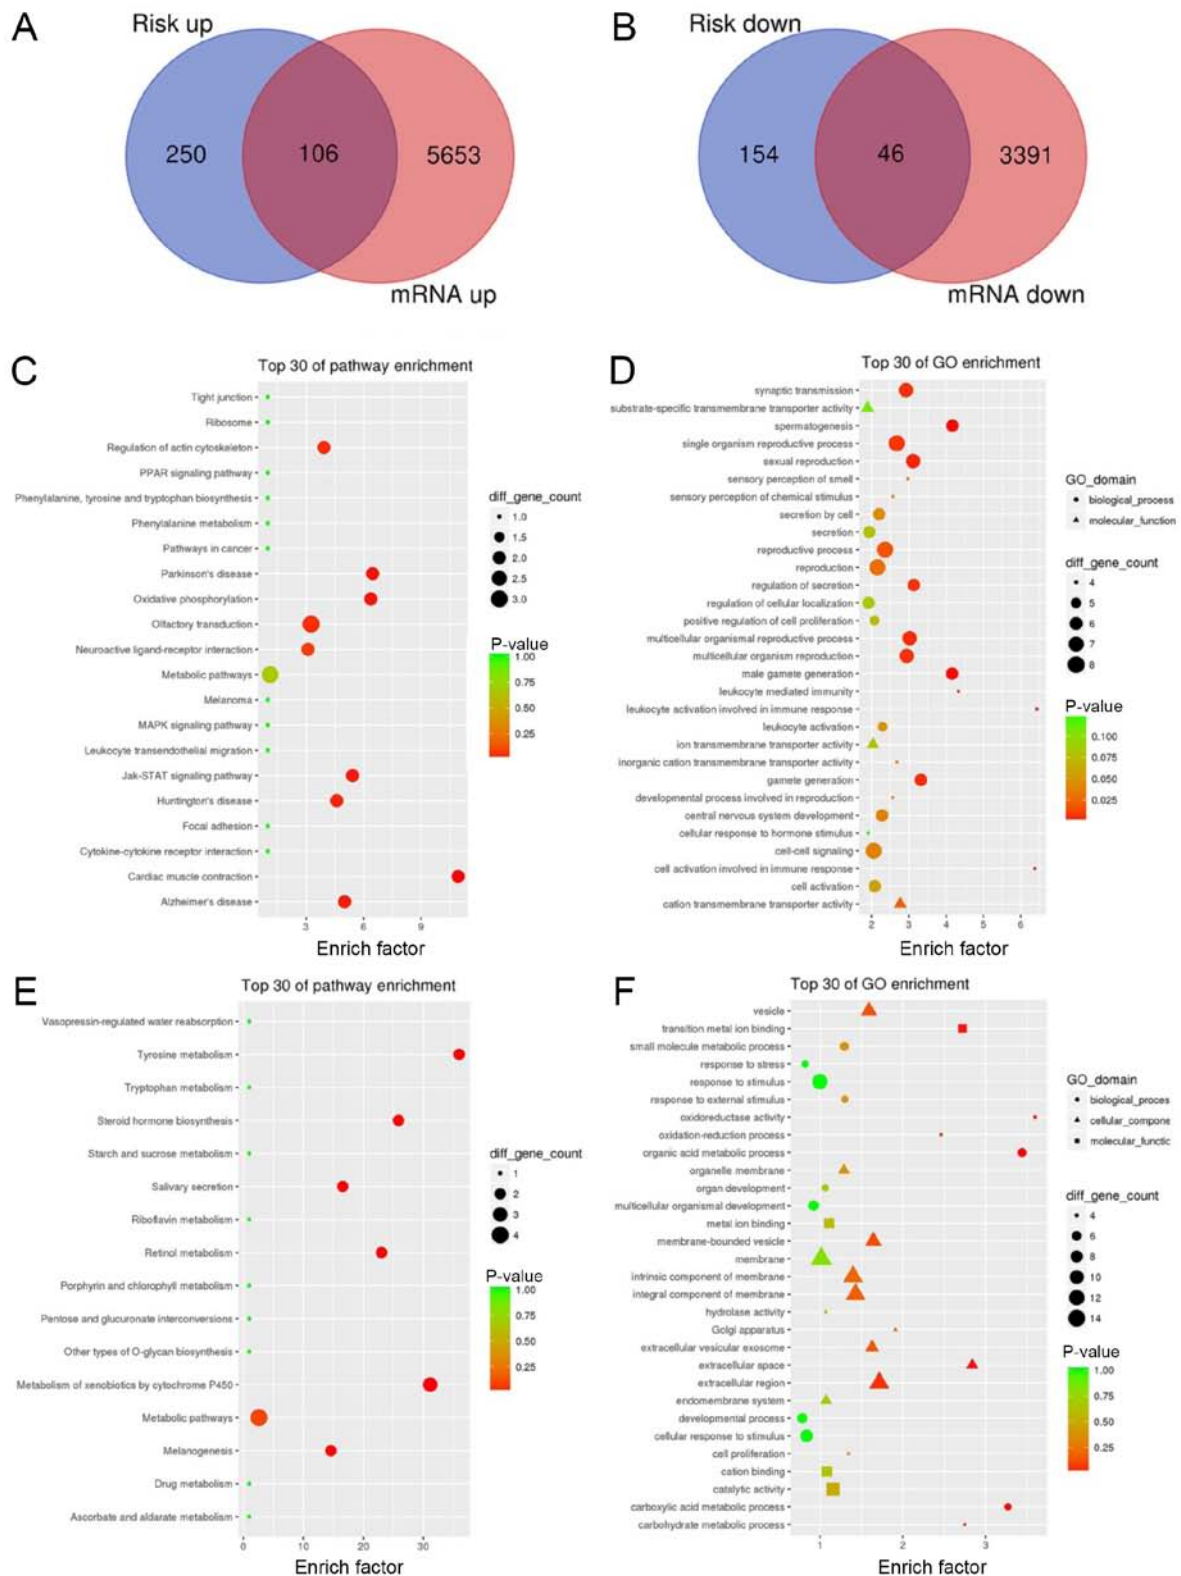 A
Risk up
250
106
5653
mRNA up
B
Risk down
154
46
3391
mRNA down
C
Top 30 of pathway enrichment
Tight junction
Ribosome
Regulation of actin cytoskeleton
PPAR signaling pathway
Phenylalanine, tyrosine and tryptophan biosynthesis
Phenylalanine metabolism
Pathways in cancer
Parkinson's disease
Oxidative phosphorylation
Olfactory transduction
Neuroactive ligand-receptor interaction
Metabolic pathways
Melanoma
MAPK signaling pathway
Leukocyte transendothelial migration
Jak-STAT signaling pathway
Huntington's disease
Focal adhesion
Cytokine-cytokine receptor interaction
Cardiac muscle contraction
Alzheimer's disease
3 6 9
Enrich factor
diff_gene_count
1.0
1.5
2.0
2.5
3.0
P-value
1.00
0.75
0.50
0.25
D
Top 30 of GO enrichment
synaptic transmission
substrate-specific transmembrane transporter activity
spermatogenesis
single organism reproductive process
sexual reproduction
sensory perception of smell
sensory perception of chemical stimulus
secretion by cell
secretion
reproductive process
reproduction
regulation of secretion
regulation of cellular localization
positive regulation of cell proliferation
multicellular organismal reproductive process
multicellular organism reproduction
male gamete generation
leukocyte mediated immunity
leukocyte activation involved in immune response
leukocyte activation
ion transmembrane transporter activity
inorganic cation transmembrane transporter activity
gamete generation
developmental process involved in reproduction
central nervous system development
cellular response to hormone stimulus
cell-cell signaling
cell activation involved in immune response
cell activation
cation transmembrane transporter activity
2 3 4 5 6
Enrich factor
GO_domain
biological_process
molecular_function
diff_gene_count
4
5
6
7
8
P-value
0.100
0.075
0.050
0.025
E
Top 30 of pathway enrichment
Vasopressin-regulated water reabsorption
Tyrosine metabolism
Tryptophan metabolism
Steroid hormone biosynthesis
Starch and sucrose metabolism
Salivary secretion
Riboflavin metabolism
Retinol metabolism
Porphyrin and chlorophyll metabolism
Pentose and glucuronate interconversions
Other types of O-glycan biosynthesis
Metabolism of xenobiotics by cytochrome P450
Metabolic pathways
Melanogenesis
Drug metabolism
Ascorbate and aldarate metabolism
0 10 20 30
Enrich factor
diff_gene_count
1
2
3
4
P-value
1.00
0.75
0.50
0.25
F
Top 30 of GO enrichment
vesicle
transition metal ion binding
small molecule metabolic process
response to stress
response to stimulus
response to external stimulus
oxidoreductase activity
oxidation-reduction process
organic acid metabolic process
organelle membrane
organ development
multicellular organismal development
metal ion binding
membrane-bounded vesicle
membrane
intrinsic component of membrane
integral component of membrane
hydrolase activity
Golgi apparatus
extracellular vesicular exosome
extracellular space
extracellular region
endomembrane system
developmental process
cellular response to stimulus
cell proliferation
cation binding
catalytic activity
carboxylic acid metabolic process
carbohydrate metabolic process
1 2 3
Enrich factor
GO_domain
biological_proces
cellular_compone
molecular_functic
diff_gene_count
4
6
8
10
12
14
P-value
1.00
0.75
0.50
0.25